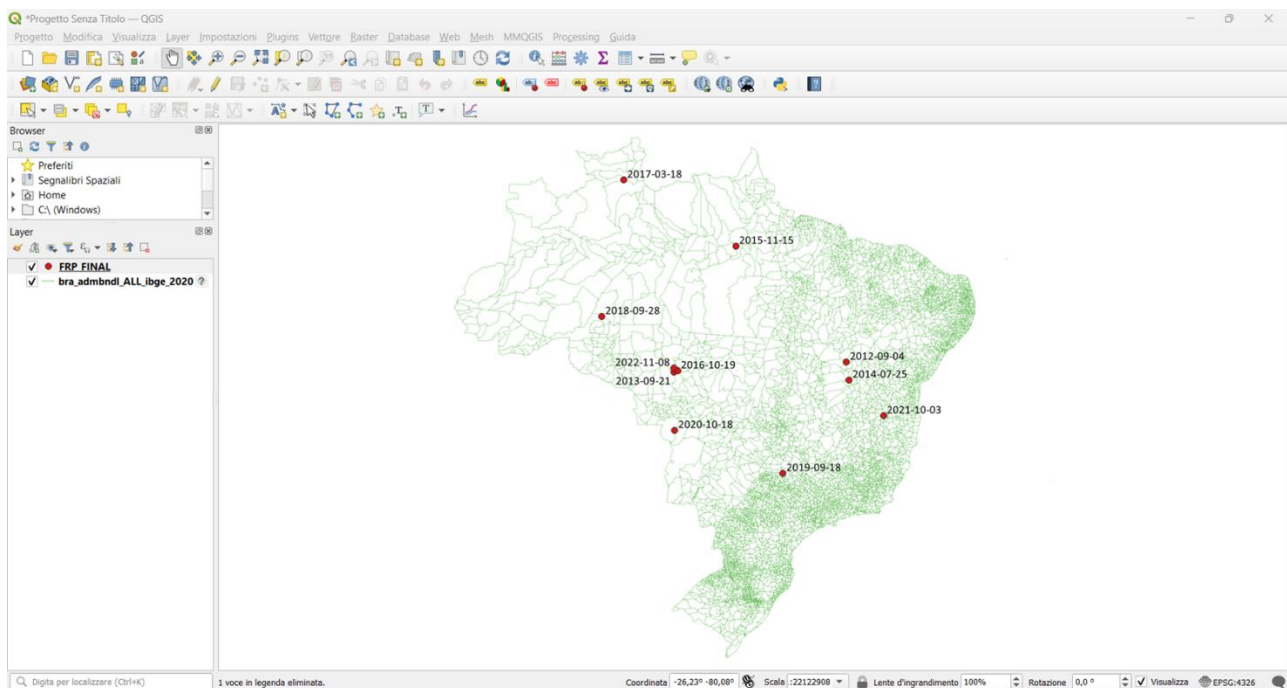 *Progetto Senza Titolo — QGIS
Progetto Modifica Visualizza Layer Impostazioni Plugins Vettore Raster Database Web Mesh MMQGIS Processing Guida
Browser
Preferiti
Segnalibri Spaziali
Home
C:\ (Windows)
Layer
FRP FINAL
bra_admbndl_ALL_ibge_2020
2017-03-18
2015-11-15
2018-09-28
2012-09-04
2022-11-08
2016-10-19
2013-09-21
2014-07-25
2021-10-03
2020-10-18
2019-09-18
Digita per localizzare (Ctrl+K) 1 voce in legenda eliminata. Coordinata -26,23° -80,08° Scala :22122908 Lente d'ingrandimento 100% Rotazione 0,0 ° Visualizza EPSG:4326